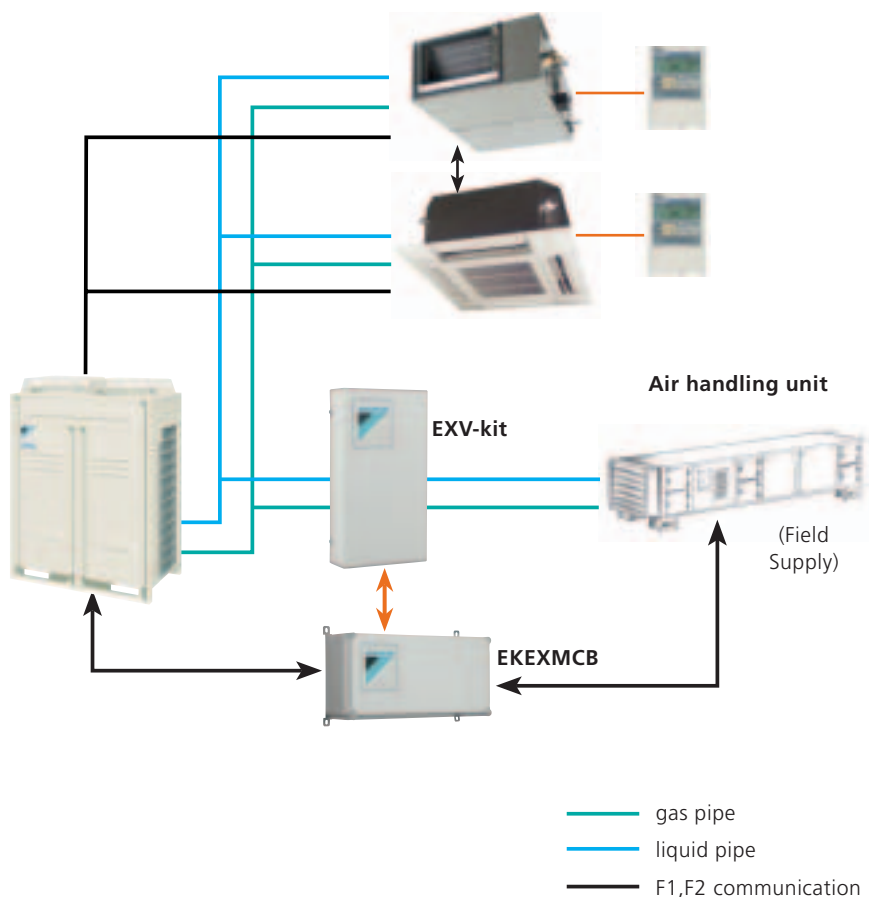 Air handling unit
EXV-kit
(Field
Supply)
EKEXMCB
gas pipe
liquid pipe
F1,F2 communication